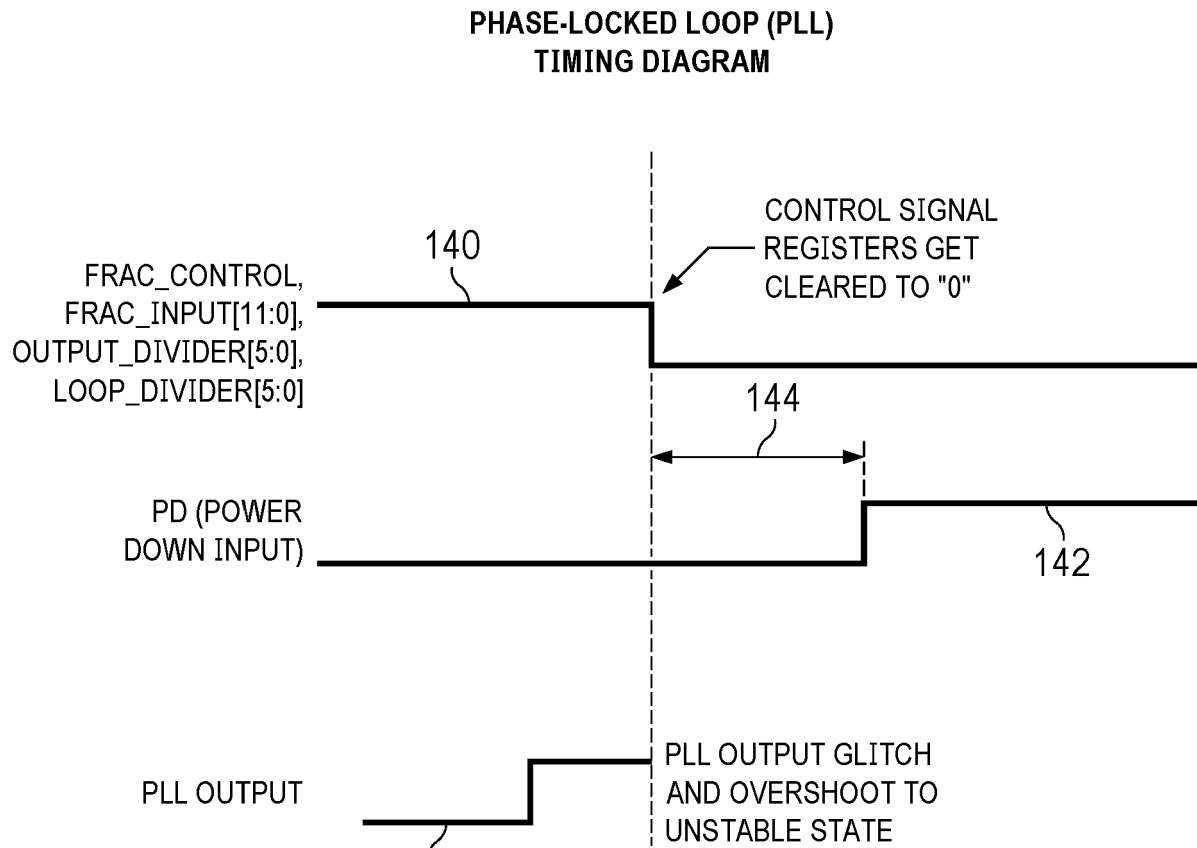 PHASE-LOCKED LOOP (PLL)
TIMING DIAGRAM
CONTROL SIGNAL
REGISTERS GET
CLEARED TO "0"
140
FRAC_CONTROL,
FRAC_INPUT[11:0],
OUTPUT_DIVIDER[5:0],
LOOP_DIVIDER[5:0]
144
PD (POWER
DOWN INPUT)
142
PLL OUTPUT
PLL OUTPUT GLITCH
AND OVERSHOOT TO
UNSTABLE STATE